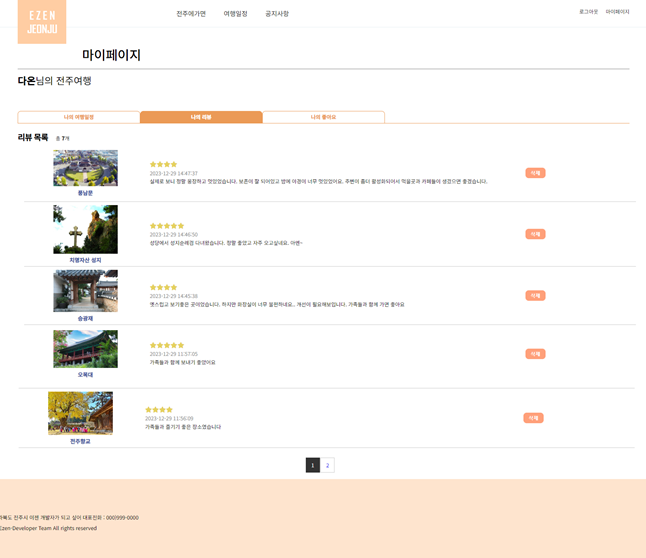 EZEN
JEONJU
전주에가면 여행일정 공지사항
로그아웃 마이페이지
마이페이지
다온님의 전주여행
나의 여행일정 나의 리뷰 나의 좋아요
리뷰 목록 총 7개
2023-12-29 14:47:37
실제로 보니 정말 웅장하고 멋있었습니다. 보존이 잘 되어있고 밤에 야경이 너무 멋있었어요. 주변이 좀더 활성화되어서 먹을곳과 카페들이 생겼으면 좋겠습니다.
삭제
풍남문
2023-12-29 14:46:50
성당에서 성지순례겸 다녀왔습니다. 정말 좋았고 자주 오고싶네요. 아멘~
삭제
치명자산 성지
2023-12-29 14:45:38
멋스럽고 보기좋은 곳이었습니다. 하지만 화장실이 너무 불편하네요.. 개선이 필요해보입니다. 가족들과 함께 가면 좋아요
삭제
승광재
2023-12-29 11:57:05
가족들과 함께 보내기 좋았어요
삭제
오목대
2023-12-29 11:56:09
가족들과 즐기기 좋은 장소였습니다
삭제
전주향교
1 2
전주시 이젠 개발자가 되고 싶어 대표전화 : 000)999-0000
Ezen-Developer Team All rights reserved